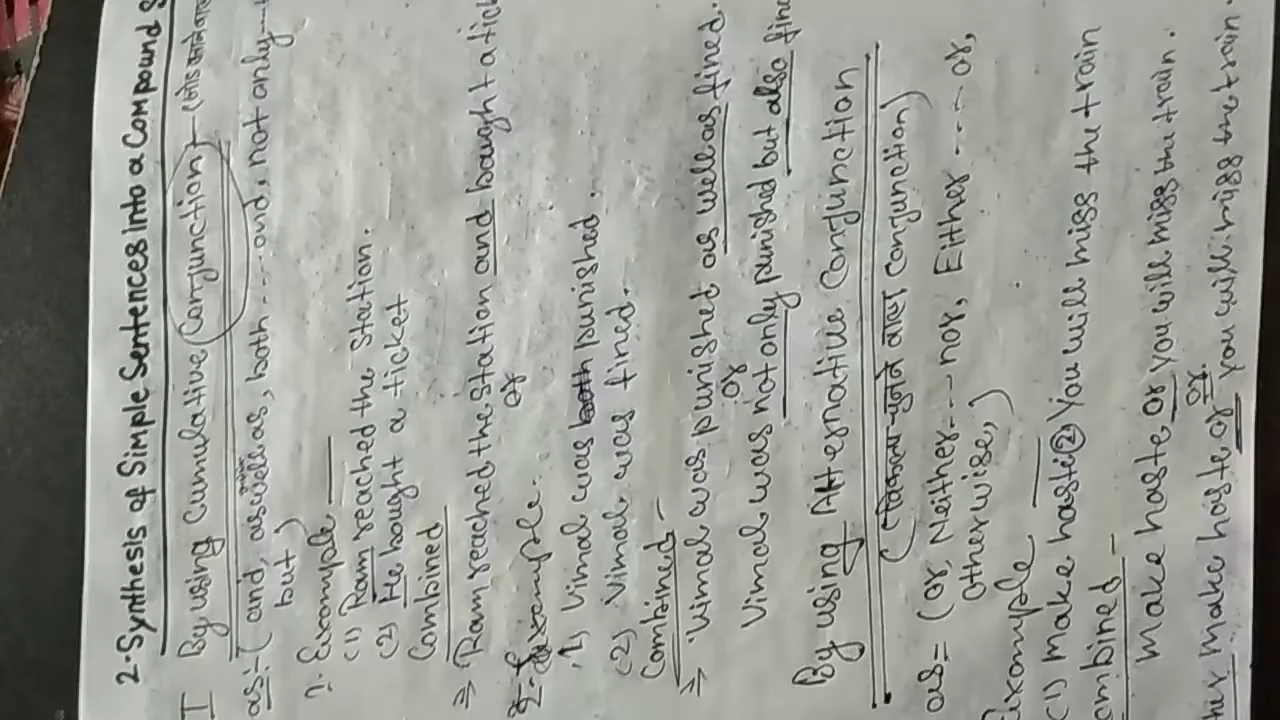 2. Synthesis of Simple Sentences into a Compound S
I By using Cumulative Conjunction - (जोड़ने
as:- (and, as well as, both ---- and, not only -
but)
1. Example
(1) Ram reached the station.
(2) He bought a ticket
Combined
⇒ Ram reached the station and bought a tick
or
Example.
1) Vimal was punished.
(2) Vimal was fined.
Combined -
⇒ Vimal was punished as well as fined.
or
Vimal was not only punished but also fine
By using Alternative Conjunction
(वाला Conjunction)
as = (or, Neither --- nor, Either ---- or,
otherwise,)
Example
(1) Make haste (2) You will miss the train
ombined -
Make haste or you will miss the train.
or
her make haste or you will miss the train.